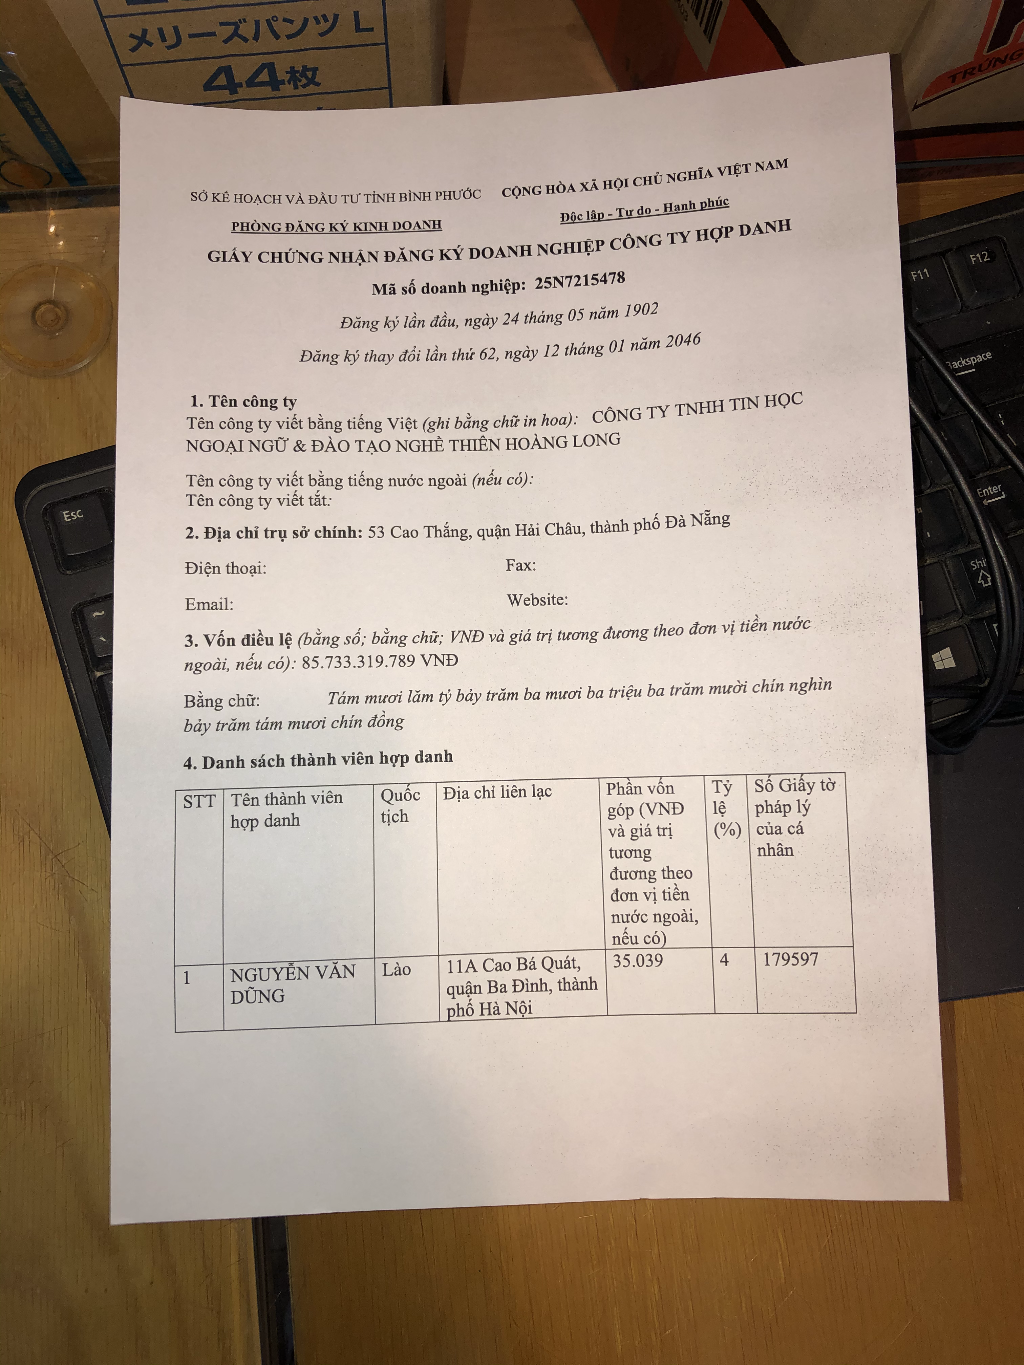 メリーズパンツ L
44枚
TRUNG
SỞ KẾ HOẠCH VÀ ĐẦU TƯ TỈNH BÌNH PHƯỚC
CỘNG HÒA XÃ HỘI CHỦ NGHĨA VIỆT NAM
PHÒNG ĐĂNG KÝ KINH DOANH
Độc lập - Tự do - Hạnh phúc
GIẤY CHỨNG NHẬN ĐĂNG KÝ DOANH NGHIỆP CÔNG TY HỢP DANH
Mã số doanh nghiệp: 25N7215478
Đăng ký lần đầu, ngày 24 tháng 05 năm 1902
Đăng ký thay đổi lần thứ 62, ngày 12 tháng 01 năm 2046
1. Tên công ty
Tên công ty viết bằng tiếng Việt (ghi bằng chữ in hoa): CÔNG TY TNHH TIN HỌC
NGOẠI NGỮ & ĐÀO TẠO NGHỀ THIÊN HOÀNG LONG
Tên công ty viết bằng tiếng nước ngoài (nếu có):
Tên công ty viết tắt:
2. Địa chỉ trụ sở chính: 53 Cao Thắng, quận Hải Châu, thành phố Đà Nẵng
Điện thoại:
Fax:
Email:
Website:
3. Vốn điều lệ (bằng số; bằng chữ; VNĐ và giá trị tương đương theo đơn vị tiền nước
ngoài, nếu có): 85.733.319.789 VNĐ
Bằng chữ: Tám mươi lăm tỷ bảy trăm ba mươi ba triệu ba trăm mười chín nghìn
bảy trăm tám mươi chín đồng
4. Danh sách thành viên hợp danh
STT
Tên thành viên
hợp danh
Quốc
tịch
Địa chỉ liên lạc
Phần vốn
góp (VNĐ
và giá trị
tương
đương theo
đơn vị tiền
nước ngoài,
nếu có)
Tỷ
lệ
(%)
Số Giấy tờ
pháp lý
của cá
nhân
1
NGUYỄN VĂN
DŨNG
Lào
11A Cao Bá Quát,
quận Ba Đình, thành
phố Hà Nội
35.039
4
179597
Esc
F11
F12
Backspace
Enter